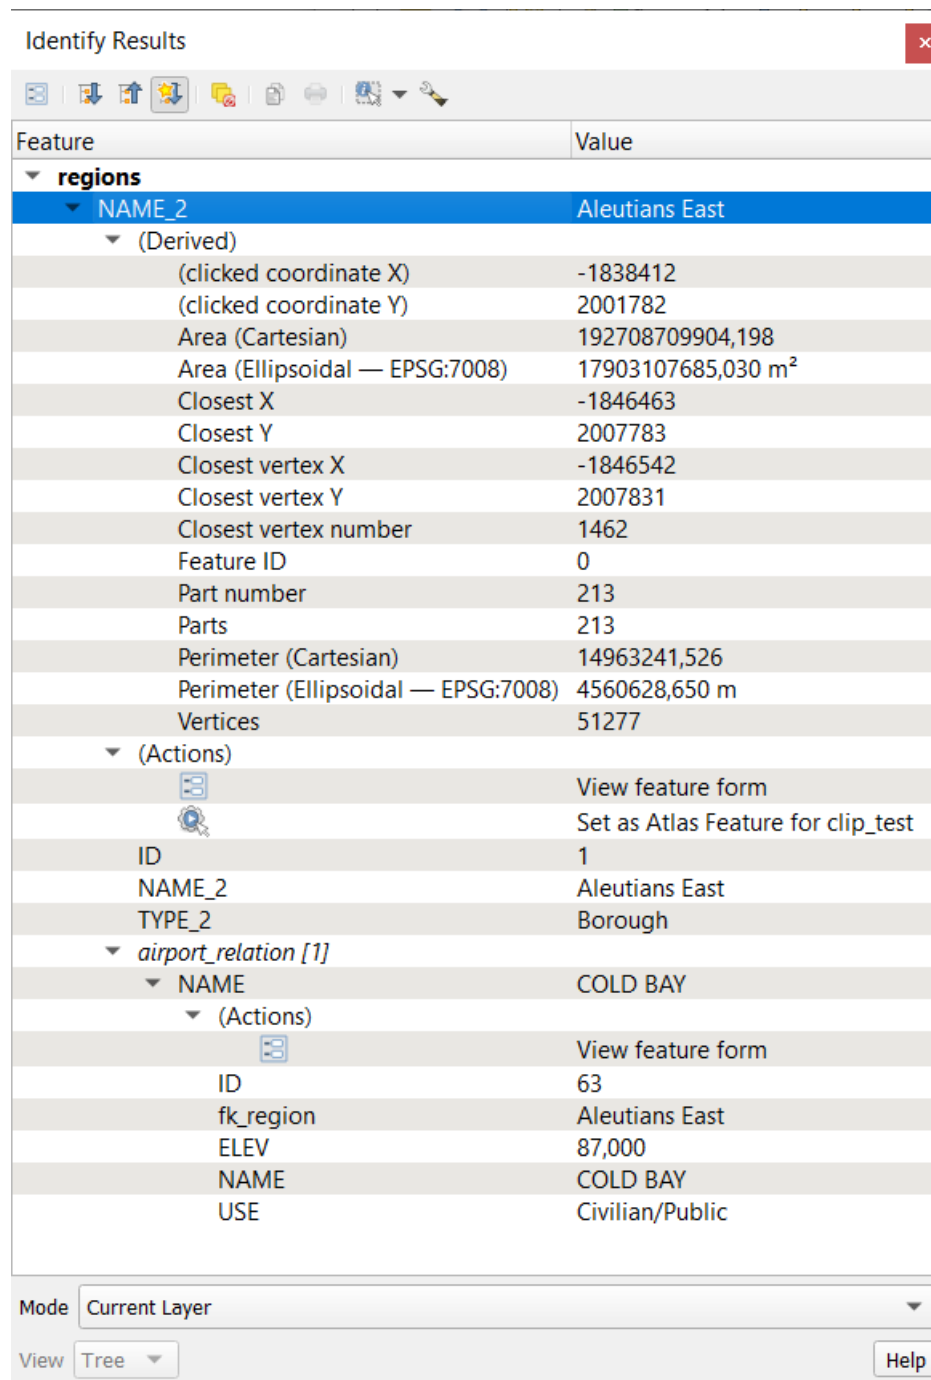 Identify Results
Feature Value
regions
NAME_2 Aleutians East
(Derived)
(clicked coordinate X) -1838412
(clicked coordinate Y) 2001782
Area (Cartesian) 192708709904,198
Area (Ellipsoidal — EPSG:7008) 17903107685,030 m²
Closest X -1846463
Closest Y 2007783
Closest vertex X -1846542
Closest vertex Y 2007831
Closest vertex number 1462
Feature ID 0
Part number 213
Parts 213
Perimeter (Cartesian) 14963241,526
Perimeter (Ellipsoidal — EPSG:7008) 4560628,650 m
Vertices 51277
(Actions)
View feature form
Set as Atlas Feature for clip_test
ID 1
NAME_2 Aleutians East
TYPE_2 Borough
airport_relation [1]
NAME COLD BAY
(Actions)
View feature form
ID 63
fk_region Aleutians East
ELEV 87,000
NAME COLD BAY
USE Civilian/Public
Mode Current Layer
View Tree Help